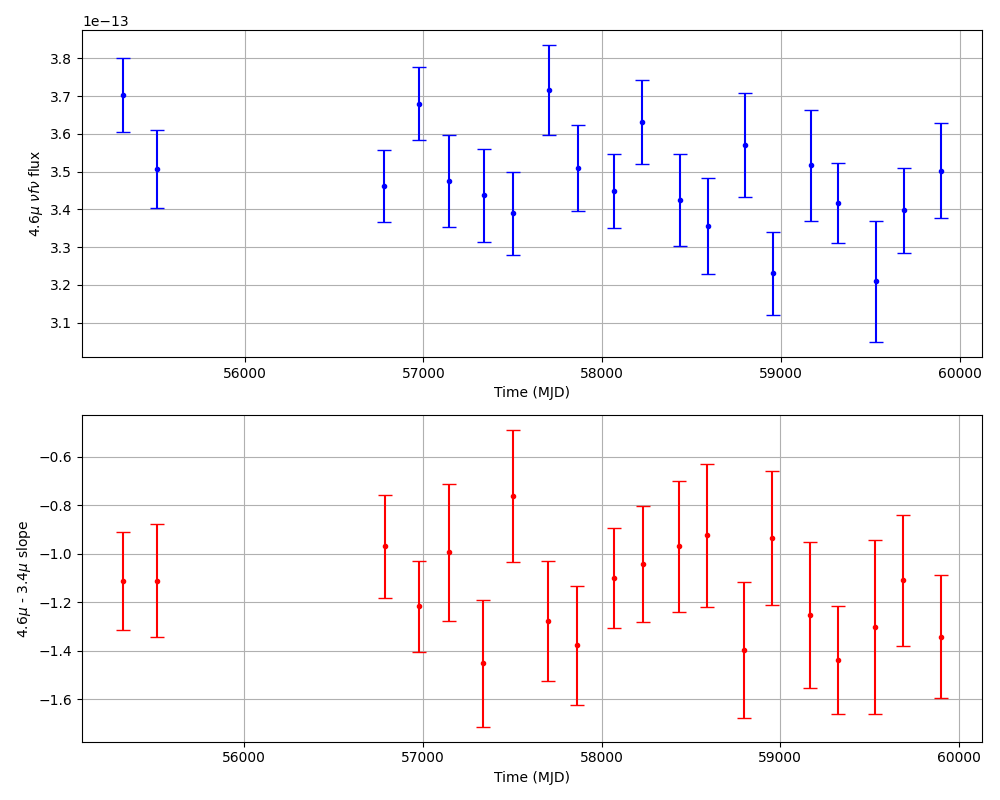 1e−13
3.8
3.7
3.6
3.5
3.4
3.3
3.2
3.1
4.6μ νfν flux
56000 57000 58000 59000 60000
Time (MJD)
−0.6
−0.8
−1.0
−1.2
−1.4
−1.6
4.6μ - 3.4μ slope
56000 57000 58000 59000 60000
Time (MJD)